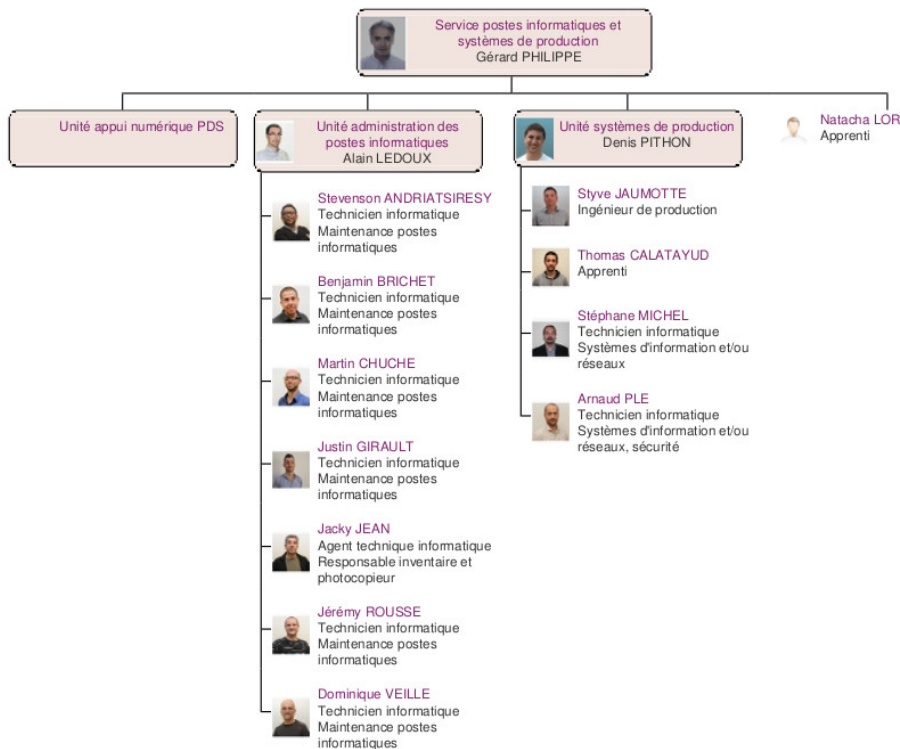 Service postes informatiques et
systèmes de production
Gérard PHILIPPE
Unité appui numérique PDS
Unité administration des
postes informatiques
Alain LEDOUX
Unité systèmes de production
Denis PITHON
Natacha LOR
Apprenti
Stevenson ANDRIATSIRESY
Technicien informatique
Maintenance postes
informatiques
Benjamin BRICHET
Technicien informatique
Maintenance postes
informatiques
Martin CHUCHE
Technicien informatique
Maintenance postes
informatiques
Justin GIRAULT
Technicien informatique
Maintenance postes
informatiques
Jacky JEAN
Agent technique informatique
Responsable inventaire et
photocopieur
Jérémy ROUSSE
Technicien informatique
Maintenance postes
informatiques
Dominique VEILLE
Technicien informatique
Maintenance postes
informatiques
Styve JAUMOTTE
Ingénieur de production
Thomas CALATAYUD
Apprenti
Stéphane MICHEL
Technicien informatique
Systèmes d'information et/ou
réseaux
Arnaud PLE
Technicien informatique
Systèmes d'information et/ou
réseaux, sécurité